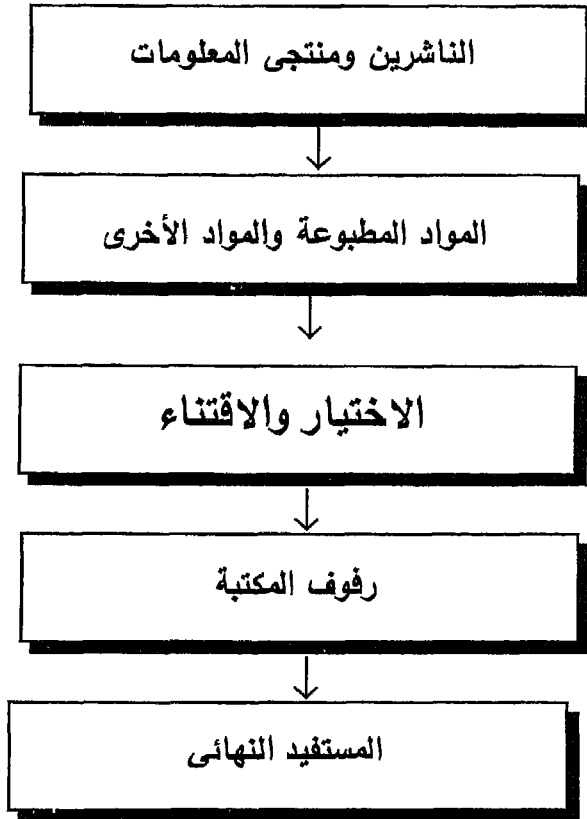 الناشرين ومنتجى المعلومات
المواد المطبوعة والمواد الأخرى
الاختيار والاقتناء
رفوف المكتبة
المستفيد النهائى